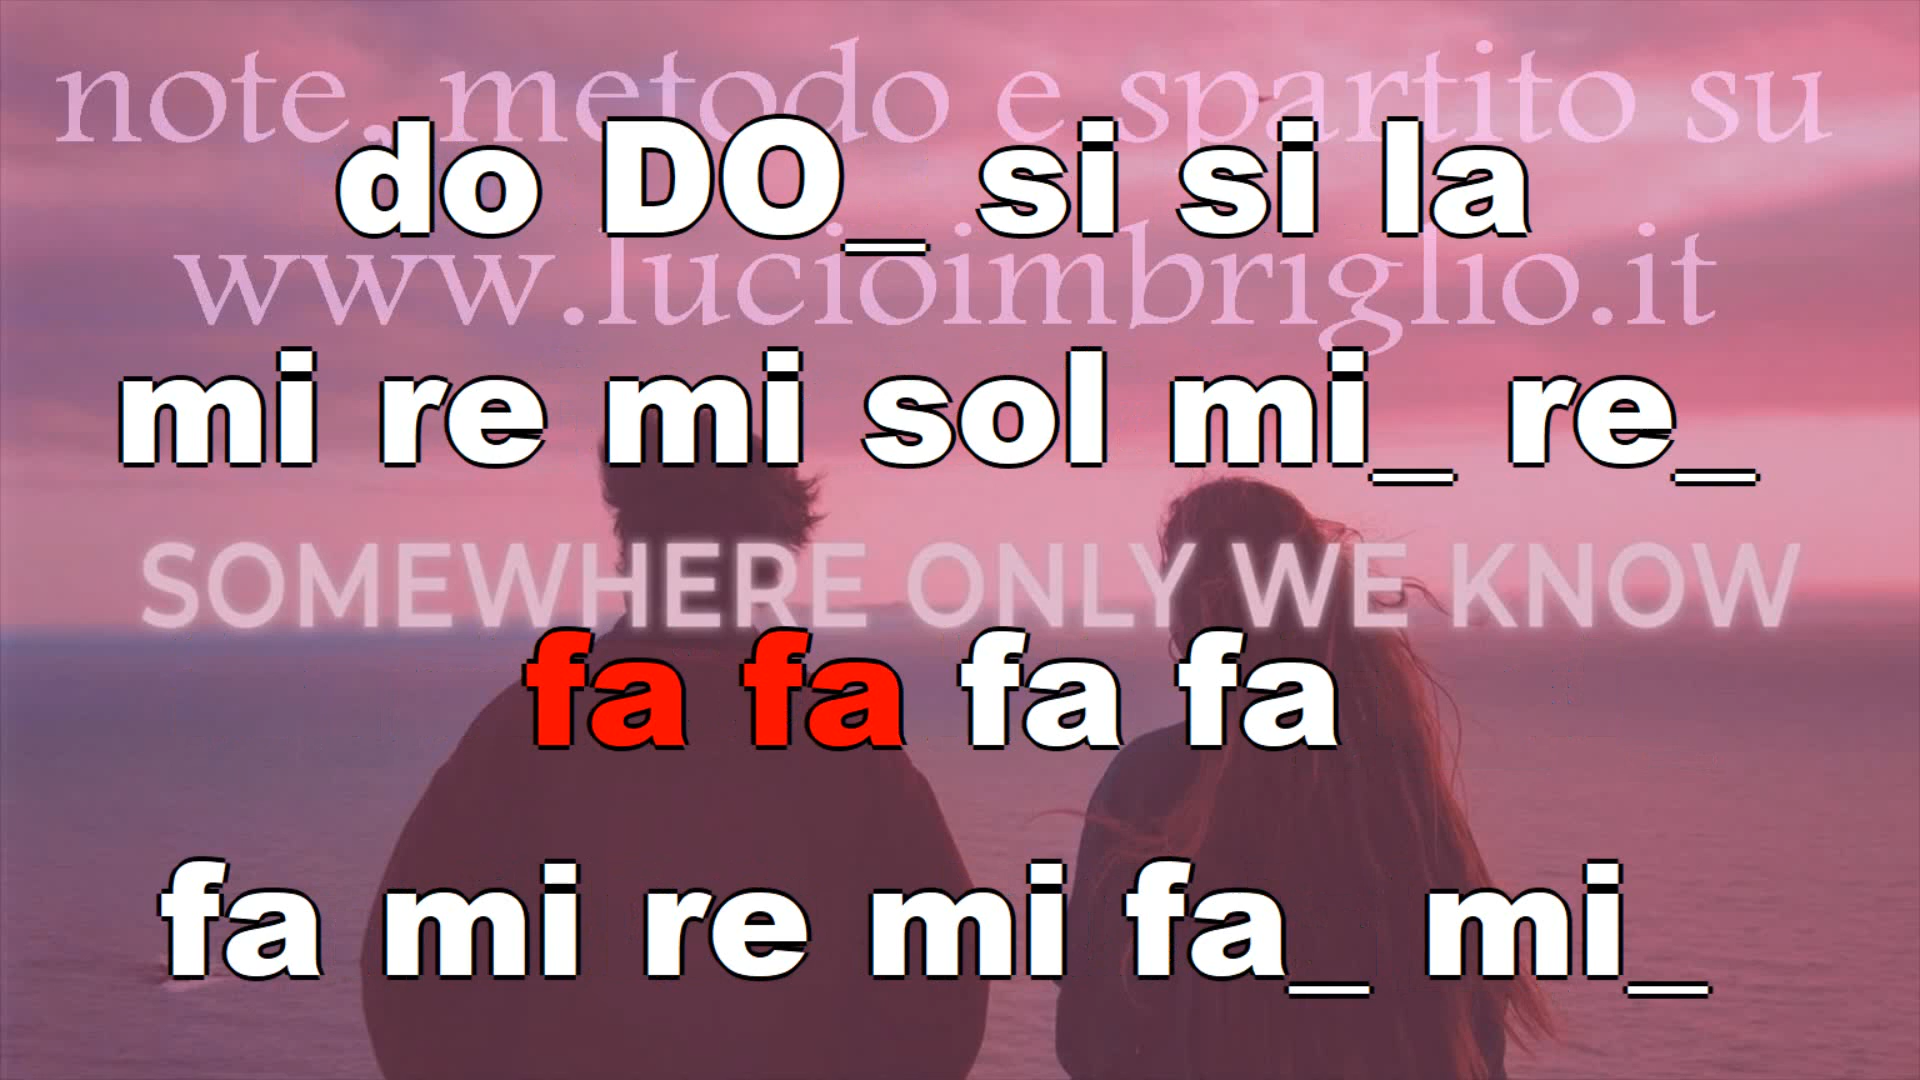 note, metodo e spartito su
do DO_ si si la
www.lucioimbriglio.it
mi re mi sol mi_ re_
SOMEWHERE ONLY WE KNOW
fa fa fa fa
fa mi re mi fa_ mi_